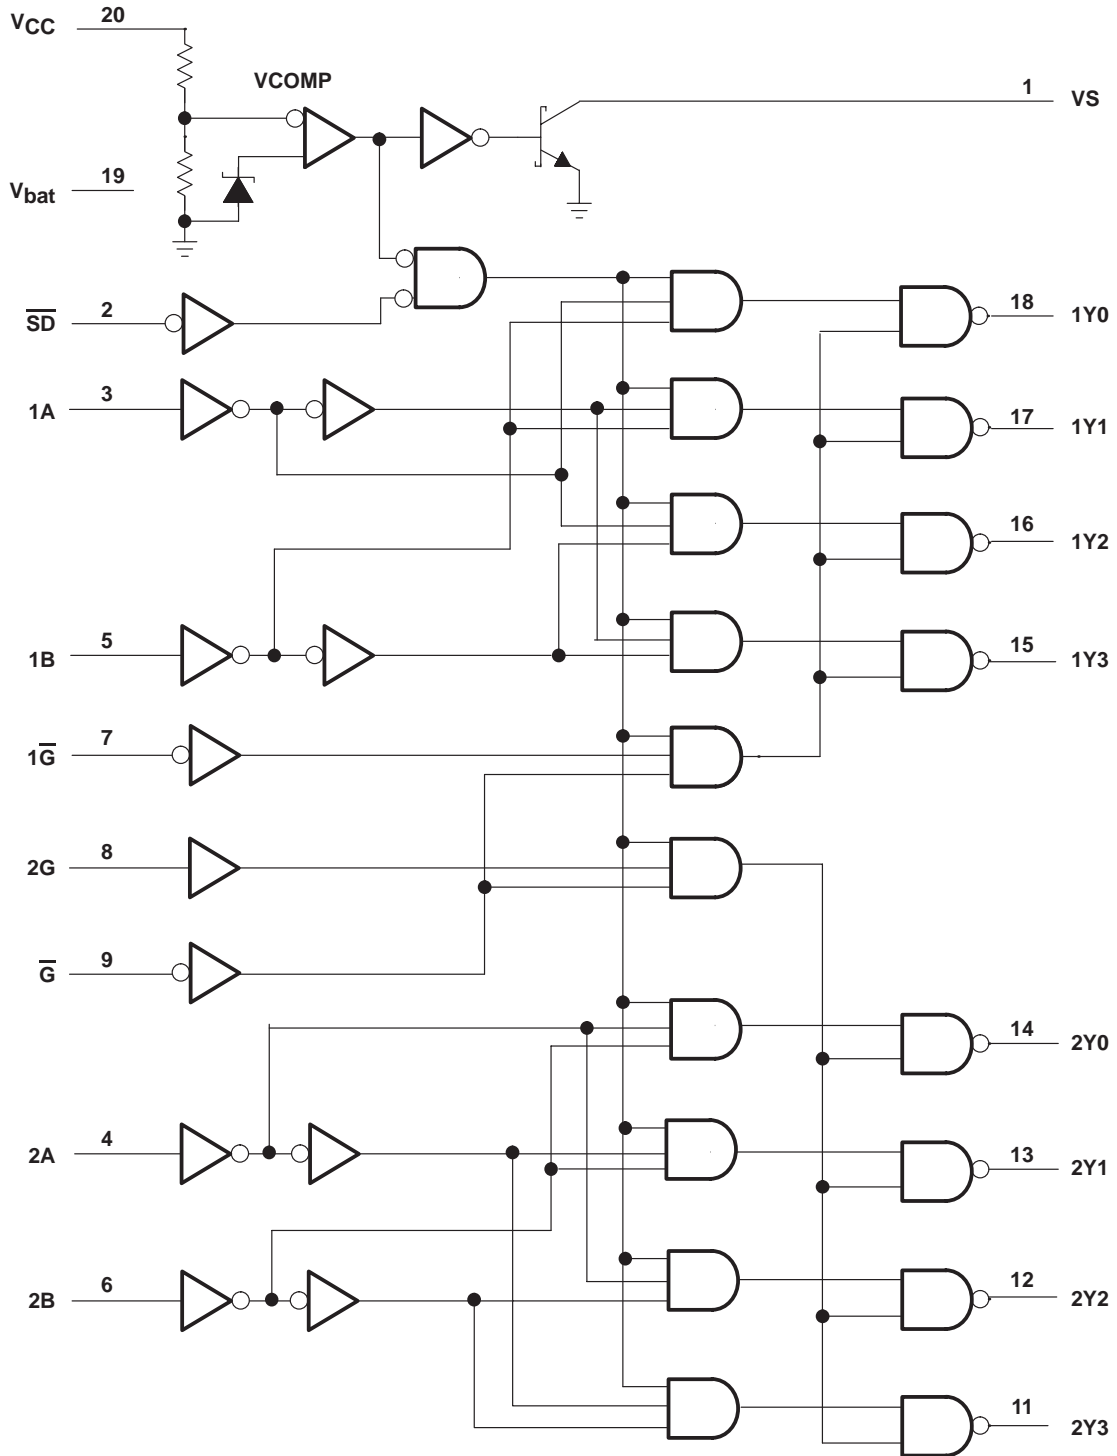 VCC 20
VCOMP
1 VS
Vbat 19
S̅D̅ 2
18 1Y0
1A 3
17 1Y1
16 1Y2
1B 5
15 1Y3
1G̅ 7
2G 8
G̅ 9
14 2Y0
2A 4
13 2Y1
2B 6
12 2Y2
11 2Y3